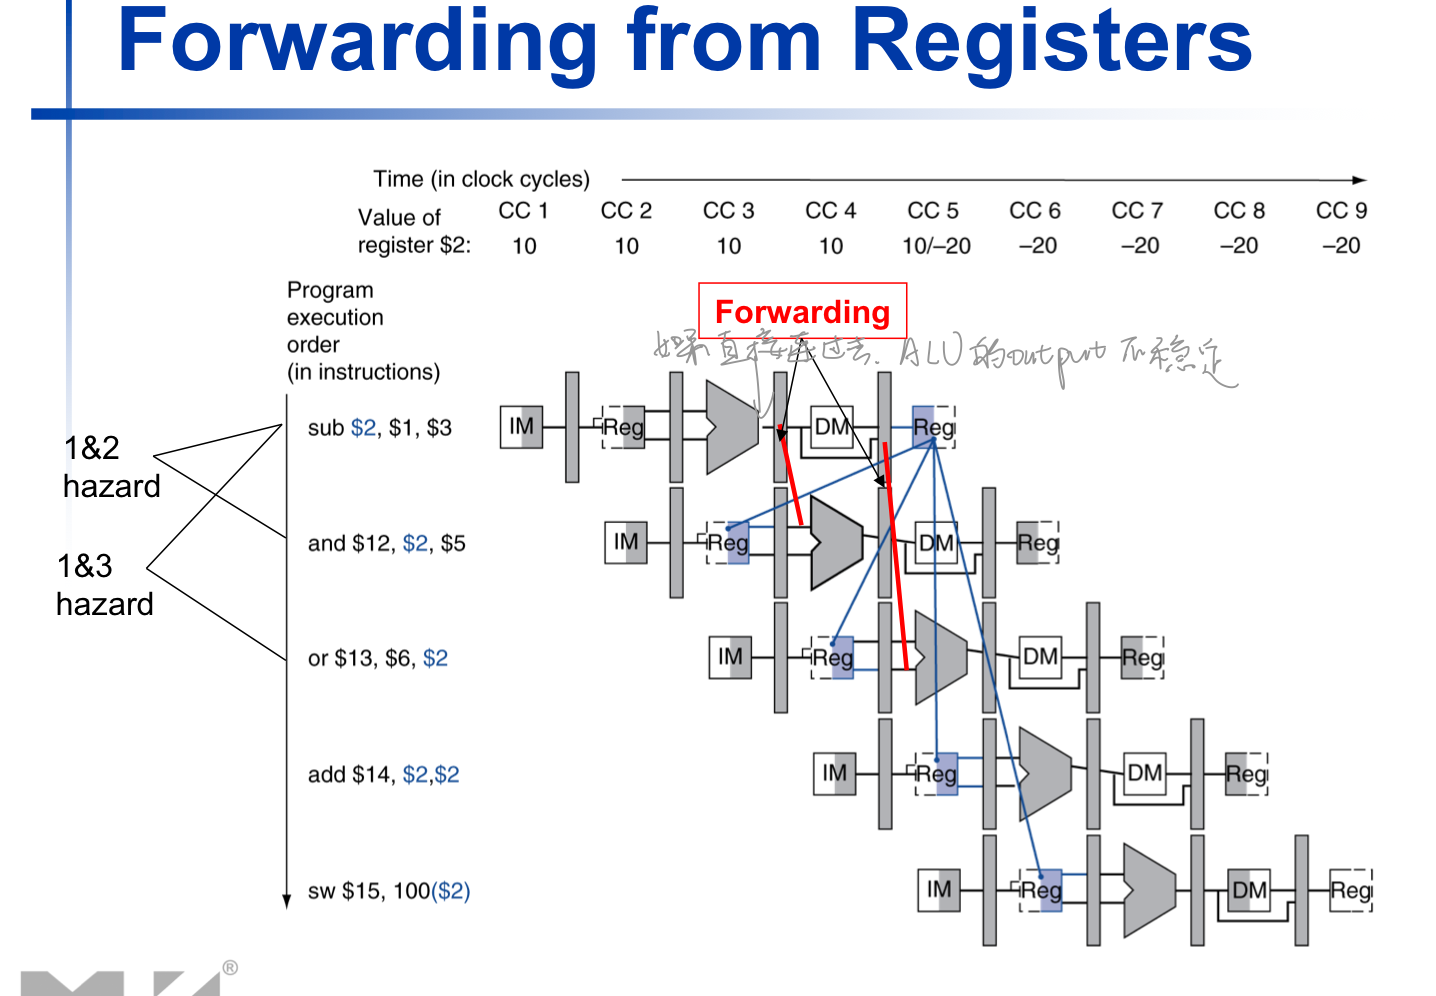 Forwarding from Registers
Time (in clock cycles)
CC 1 CC 2 CC 3 CC 4 CC 5 CC 6 CC 7 CC 8 CC 9
Value of
register $2: 10 10 10 10 10/–20 –20 –20 –20 –20
Program
execution
order
(in instructions)
Forwarding
如果直接连过去. ALU的output不稳定
sub $2, $1, $3
IM Reg DM Reg
1&2
hazard
and $12, $2, $5
IM Reg DM Reg
1&3
hazard
or $13, $6, $2
IM Reg DM Reg
add $14, $2,$2
IM Reg DM Reg
sw $15, 100($2)
IM Reg DM Reg
®